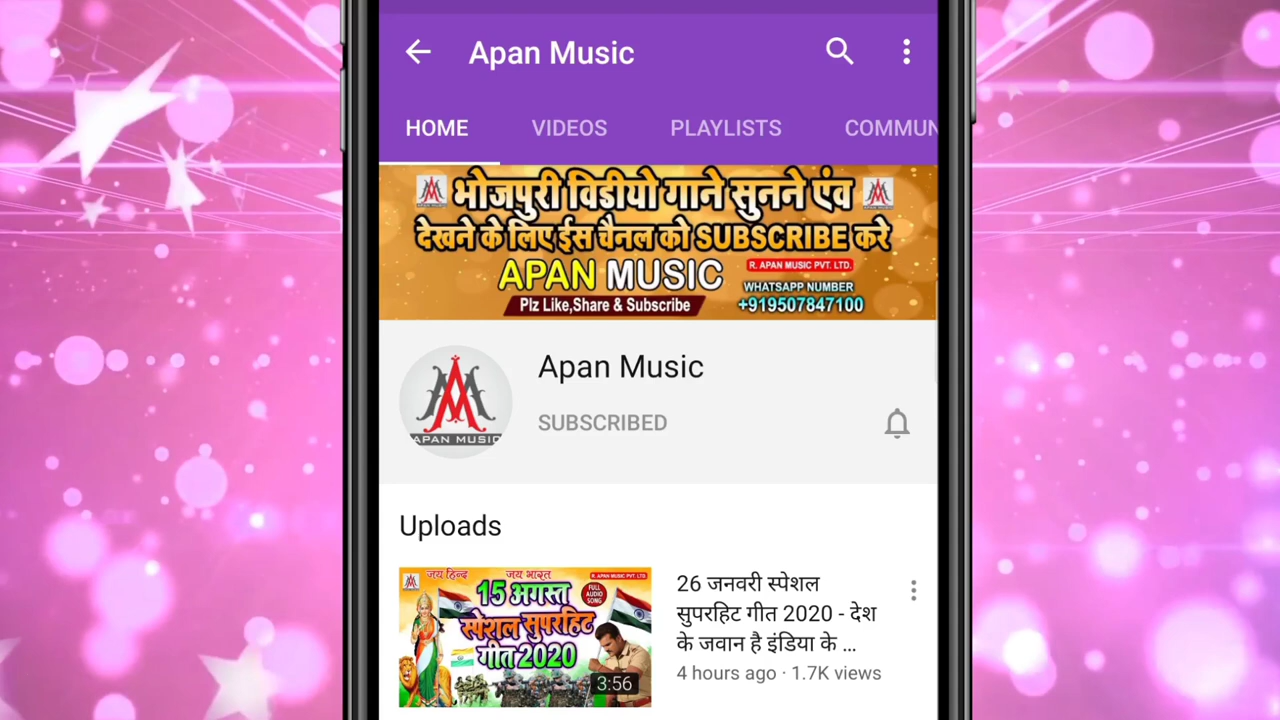 Apan Music
HOME VIDEOS PLAYLISTS COMMUN
भोजपुरी विडीयो गाने सुनने एंव
देखने के लिए ईस चैनल को SUBSCRIBE करे
APAN MUSIC
R. APAN MUSIC PVT. LTD.
WHATSAPP NUMBER
+919507847100
Plz Like,Share & Subscribe
Apan Music
SUBSCRIBED
APAN MUSIC
Uploads
जय हिन्द जय भारत
R. APAN MUSIC PVT. LTD
15 अगस्त
FULL
AUDIO
SONG
स्पेशल सुपरहिट
गीत 2020
3:56
26 जनवरी स्पेशल
सुपरहिट गीत 2020 - देश
के जवान है इंडिया के ...
4 hours ago · 1.7K views